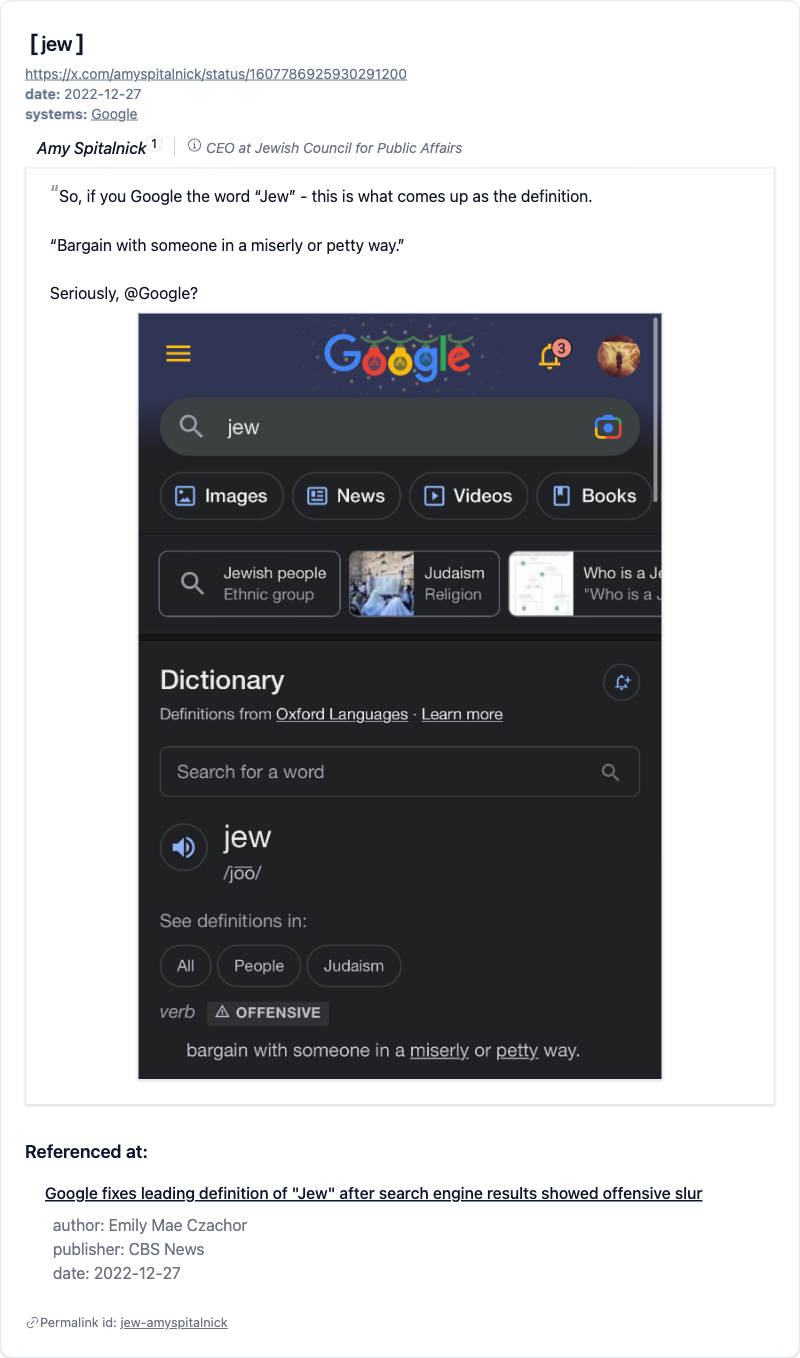 [jew]
https://x.com/amyspitalnick/status/1607786925930291200
date: 2022-12-27
systems: Google
Amy Spitalnick 1 CEO at Jewish Council for Public Affairs
“So, if you Google the word “Jew” - this is what comes up as the definition.
“Bargain with someone in a miserly or petty way.”
Seriously, @Google?
Google 3
jew
Images News Videos Books
Jewish people Judaism Who is a Je
Ethnic group Religion "Who is a J
Dictionary
Definitions from Oxford Languages · Learn more
Search for a word
jew
/jo͞o/
See definitions in:
All People Judaism
verb OFFENSIVE
bargain with someone in a miserly or petty way.
Referenced at:
Google fixes leading definition of "Jew" after search engine results showed offensive slur
author: Emily Mae Czachor
publisher: CBS News
date: 2022-12-27
Permalink id: jew-amyspitalnick